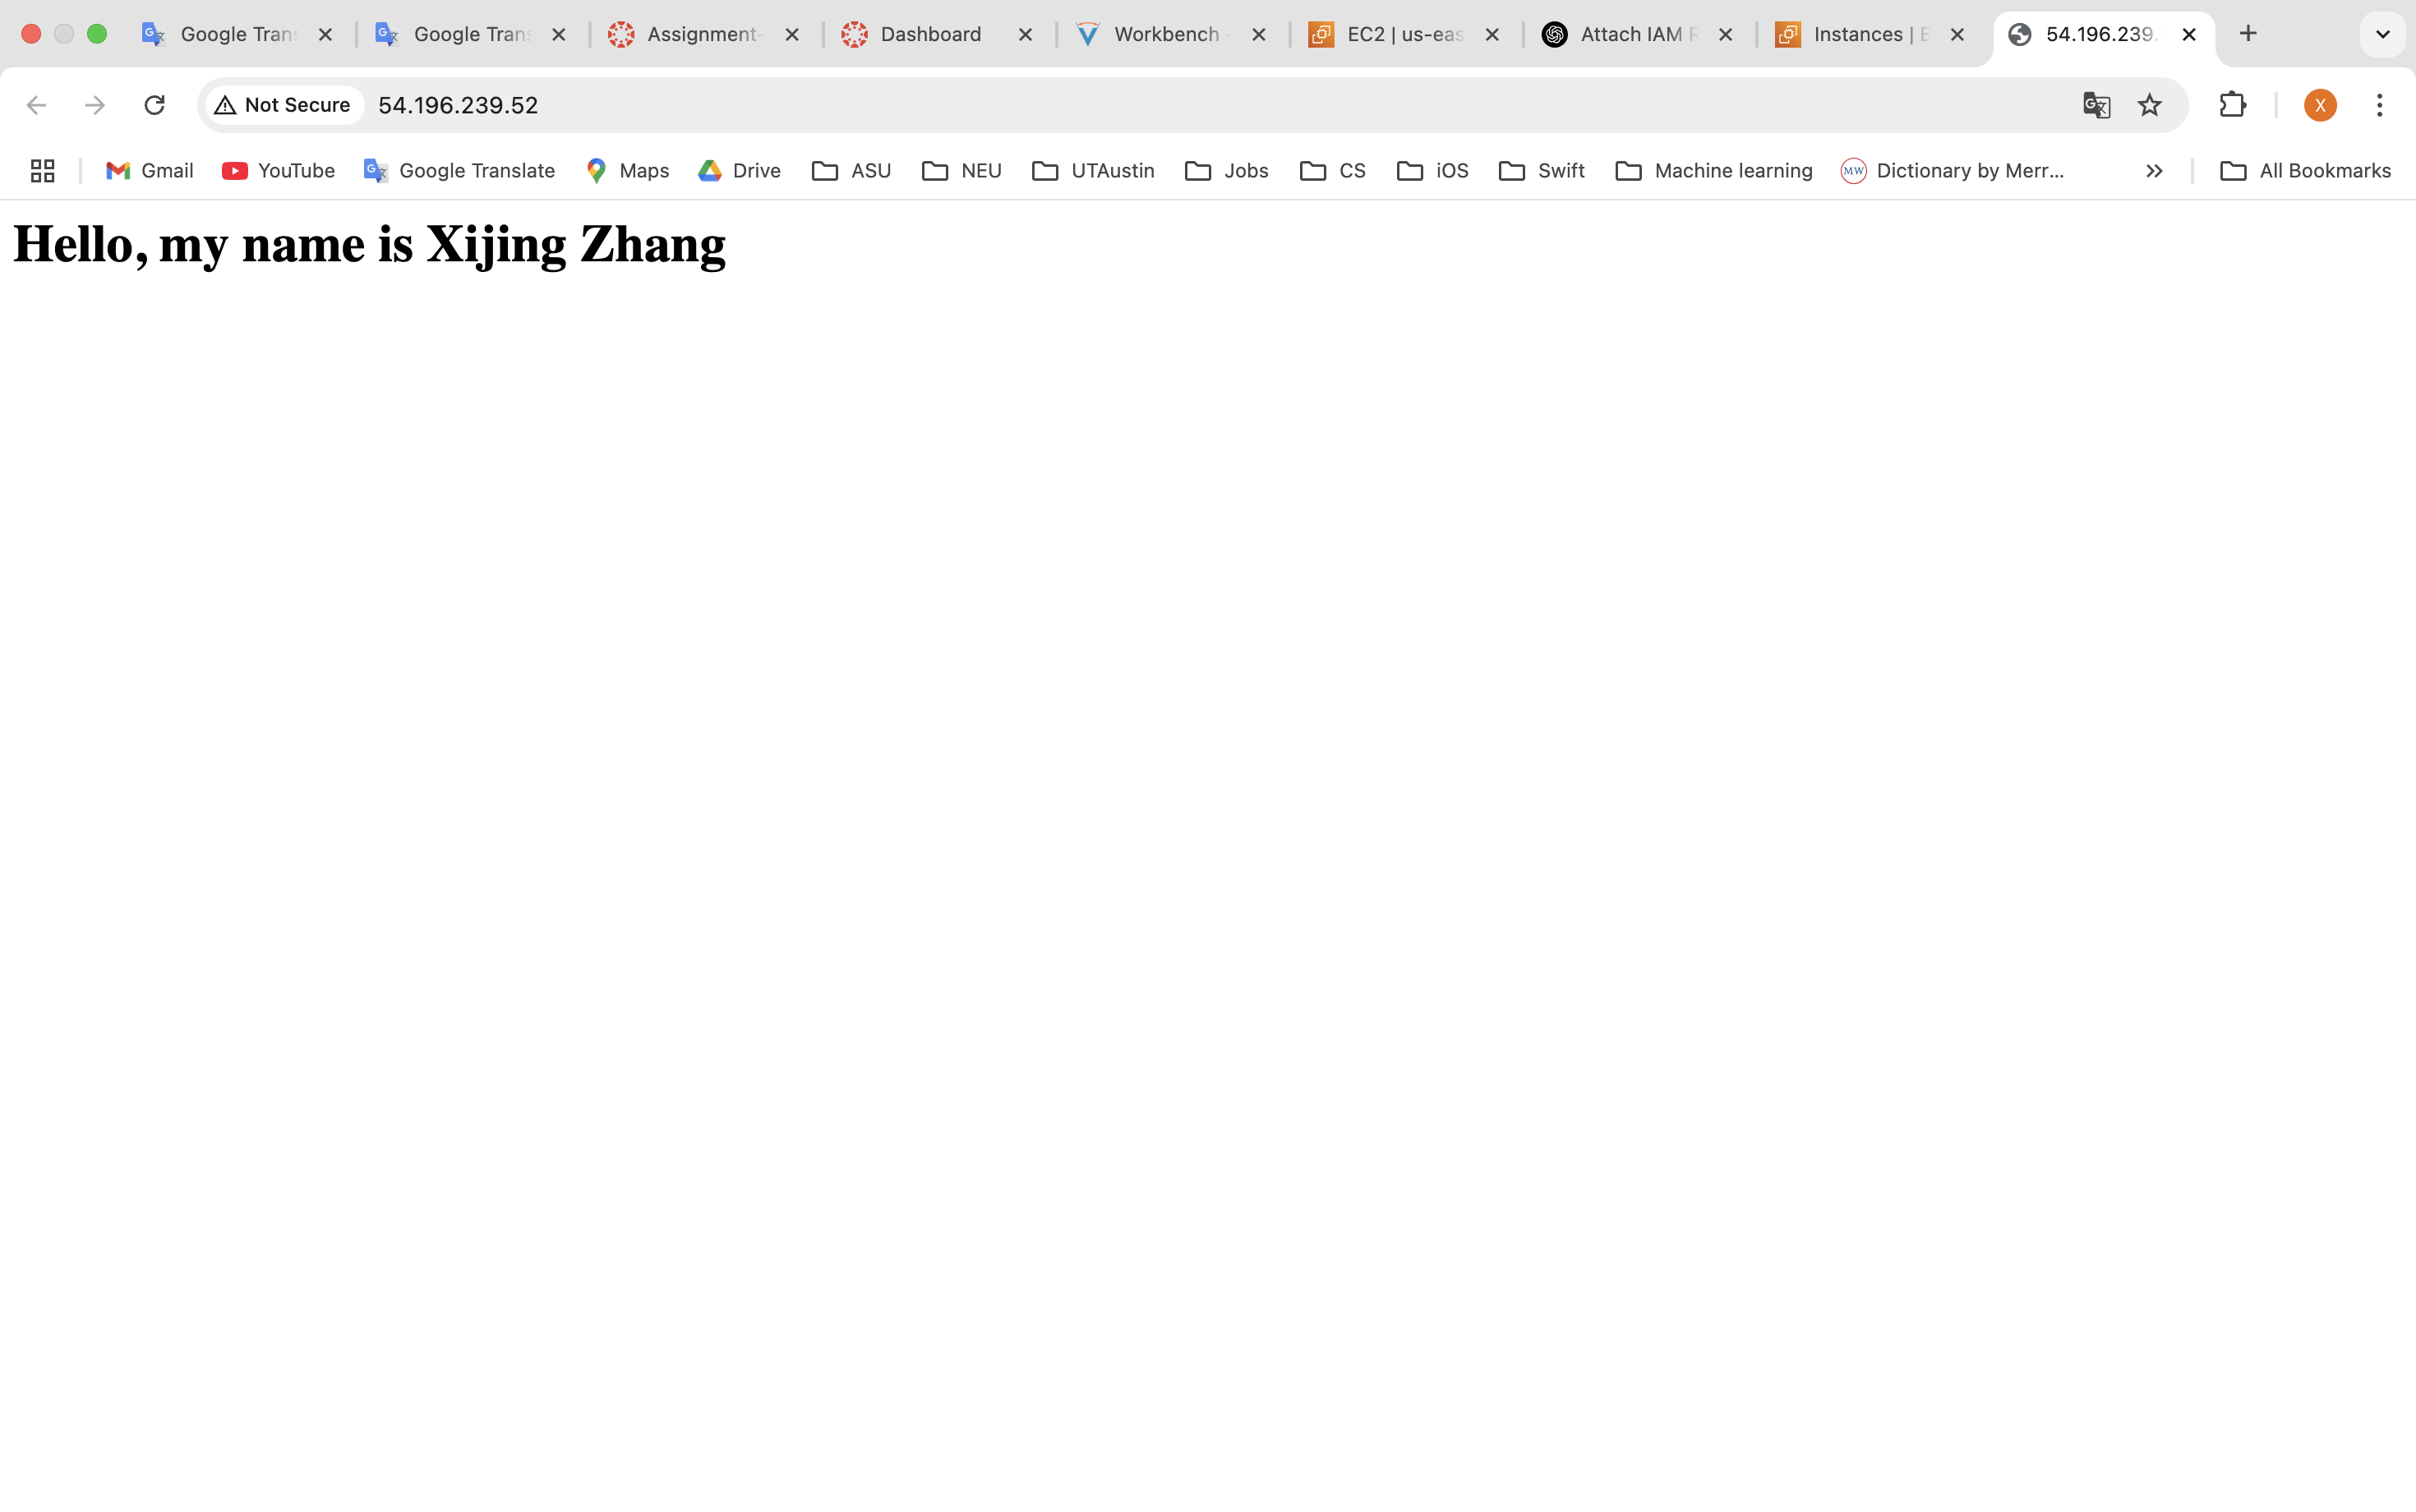 Google Trans Google Trans Assignment- Dashboard Workbench - EC2 | us-eas Attach IAM R Instances | E 54.196.239.
Not Secure 54.196.239.52 X
Gmail YouTube Google Translate Maps Drive ASU NEU UTAustin Jobs CS iOS Swift Machine learning MW Dictionary by Merr... All Bookmarks
Hello, my name is Xijing Zhang